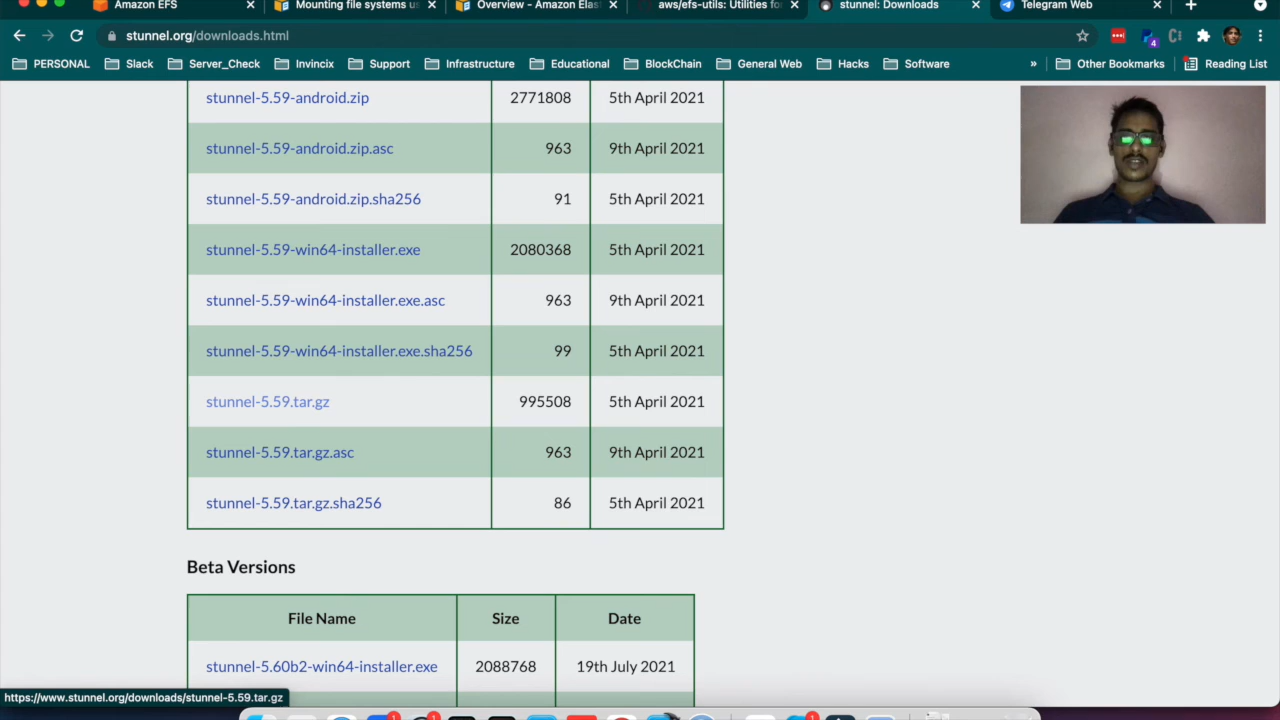 Amazon EFS
Mounting file systems us
Overview - Amazon Elast
aws/efs-utils: Utilities fo
stunnel: Downloads
Telegram Web
stunnel.org/downloads.html
4
PERSONAL
Slack
Server_Check
Invincix
Support
Infrastructure
Educational
BlockChain
General Web
Hacks
Software
»
Other Bookmarks
Reading List
stunnel-5.59-android.zip 2771808 5th April 2021
stunnel-5.59-android.zip.asc 963 9th April 2021
stunnel-5.59-android.zip.sha256 91 5th April 2021
stunnel-5.59-win64-installer.exe 2080368 5th April 2021
stunnel-5.59-win64-installer.exe.asc 963 9th April 2021
stunnel-5.59-win64-installer.exe.sha256 99 5th April 2021
stunnel-5.59.tar.gz 995508 5th April 2021
stunnel-5.59.tar.gz.asc 963 9th April 2021
stunnel-5.59.tar.gz.sha256 86 5th April 2021
Beta Versions
File Name Size Date
stunnel-5.60b2-win64-installer.exe 2088768 19th July 2021
https://www.stunnel.org/downloads/stunnel-5.59.tar.gz
1
1
1